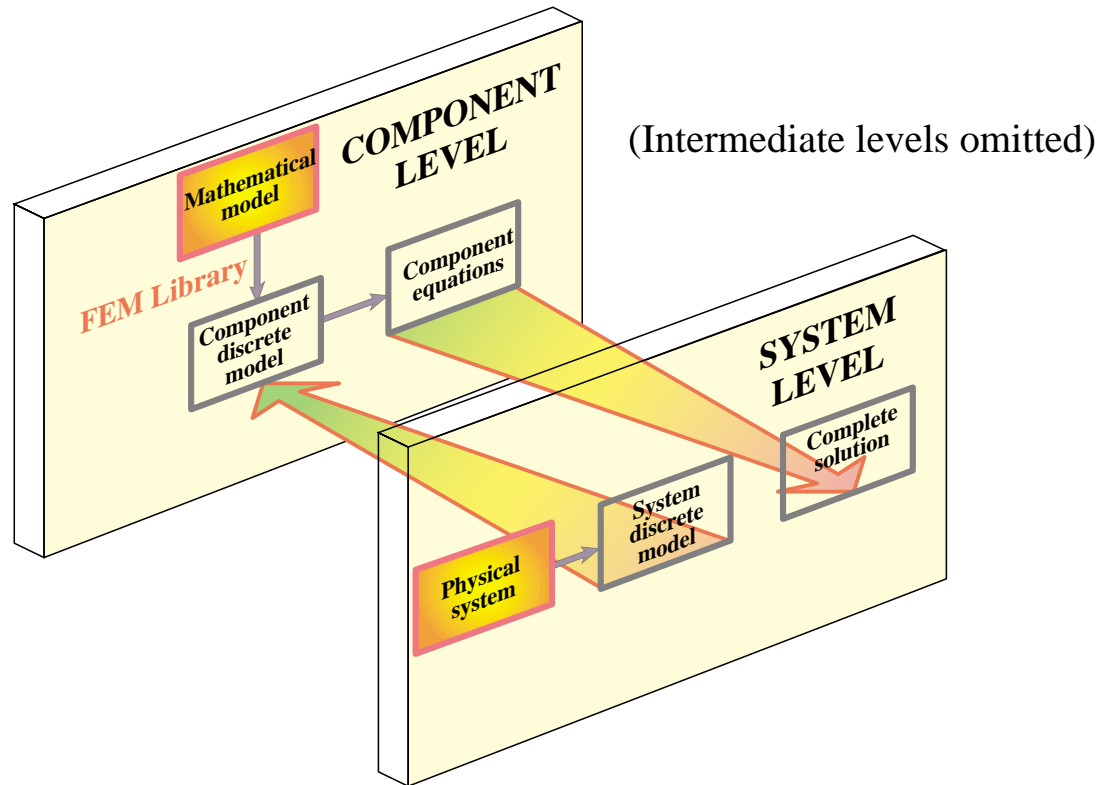 COMPONENT
LEVEL
(Intermediate levels omitted)
Mathematical
model
FEM Library
Component
equations
Component
discrete
model
SYSTEM
LEVEL
Complete
solution
System
discrete
model
Physical
system